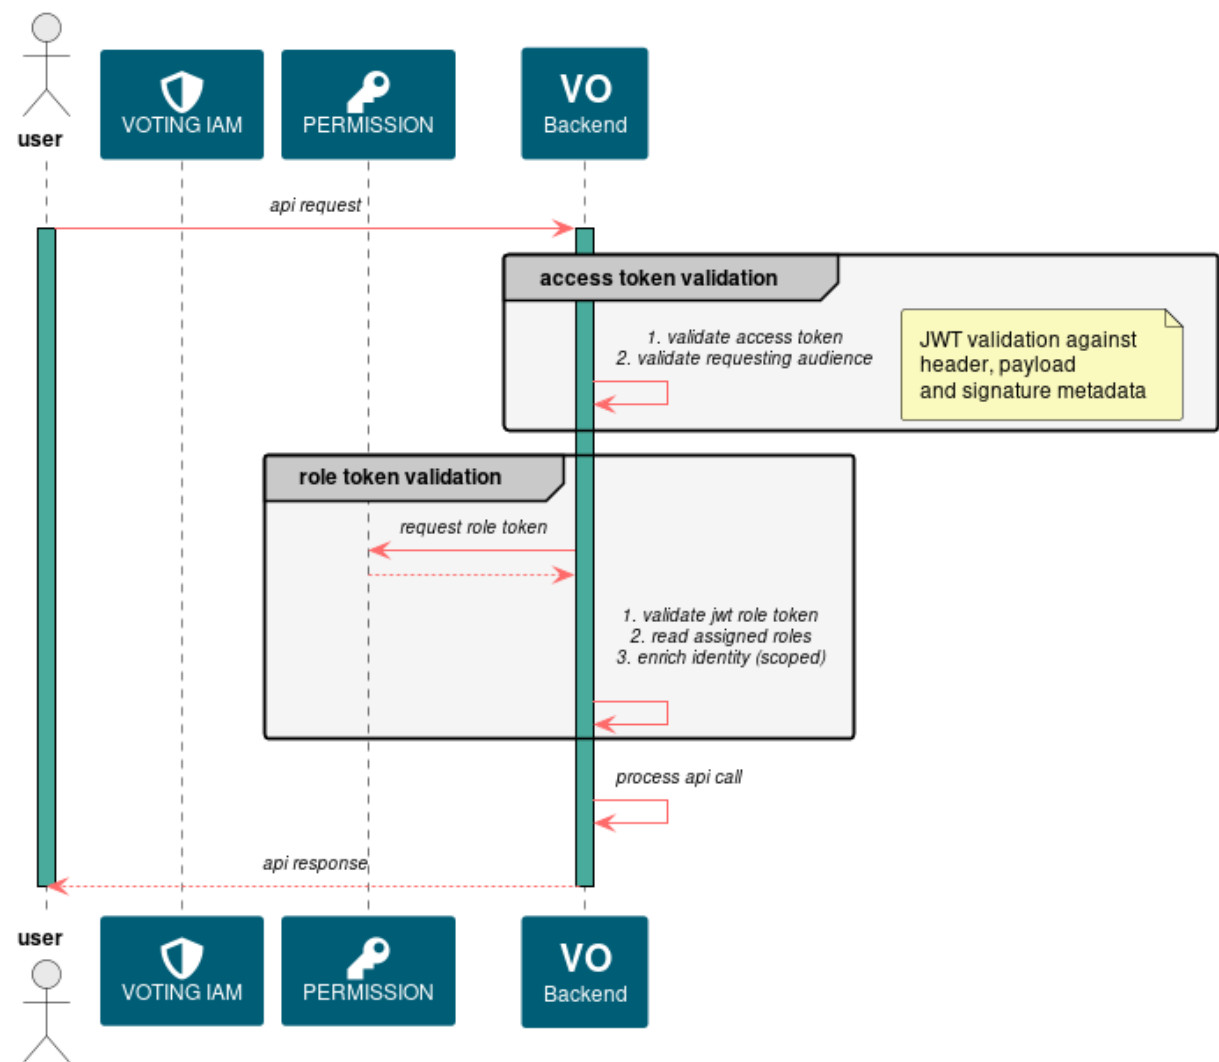 user
VOTING IAM
PERMISSION
VO
Backend
api request
access token validation
1. validate access token
2. validate requesting audience
JWT validation against
header, payload
and signature metadata
role token validation
request role token
1. validate jwt role token
2. read assigned roles
3. enrich identity (scoped)
process api call
api response
user
VOTING IAM
PERMISSION
VO
Backend